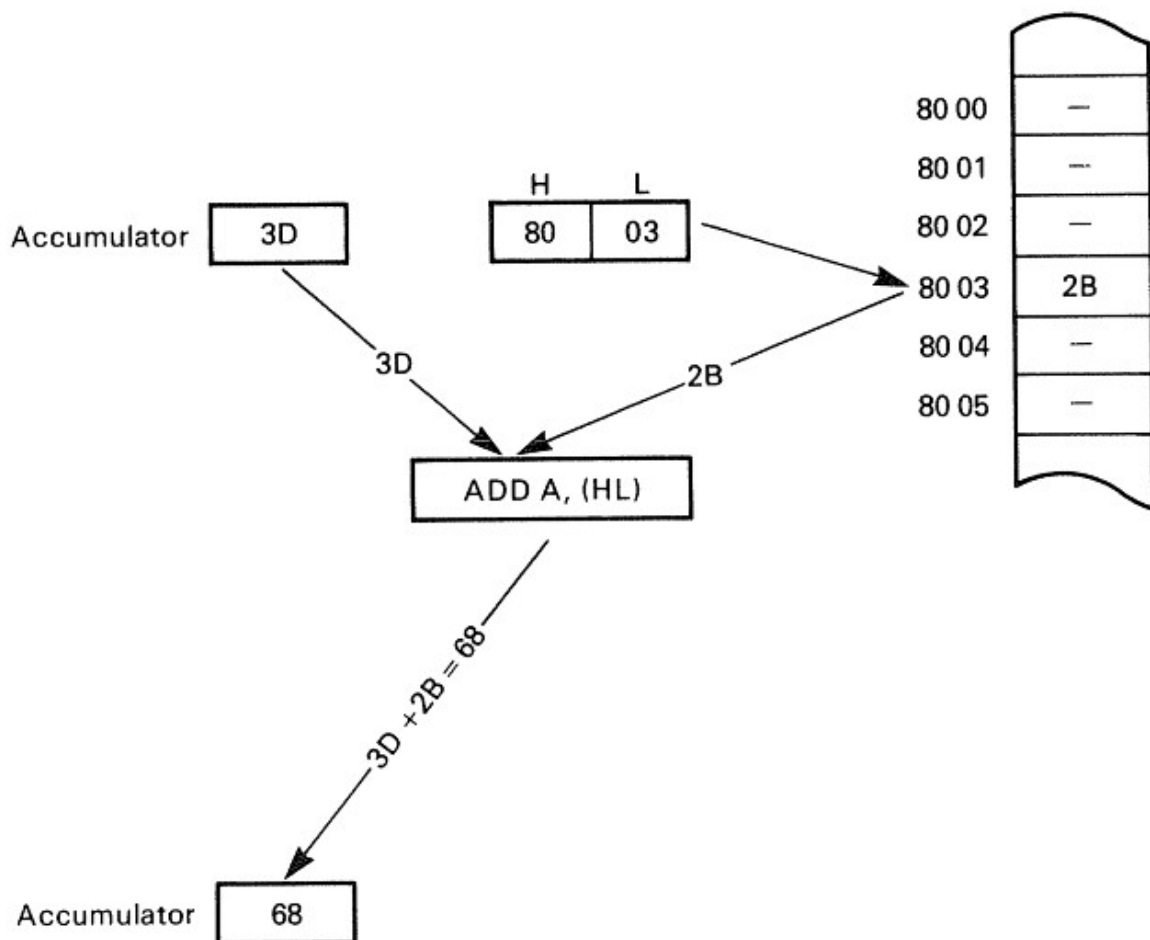 80 00 —
80 01 —
H L
Accumulator 3D 80 03 80 02 —
80 03 2B
80 04 —
3D 2B
80 05 —
ADD A, (HL)
3D +2B = 68
Accumulator 68